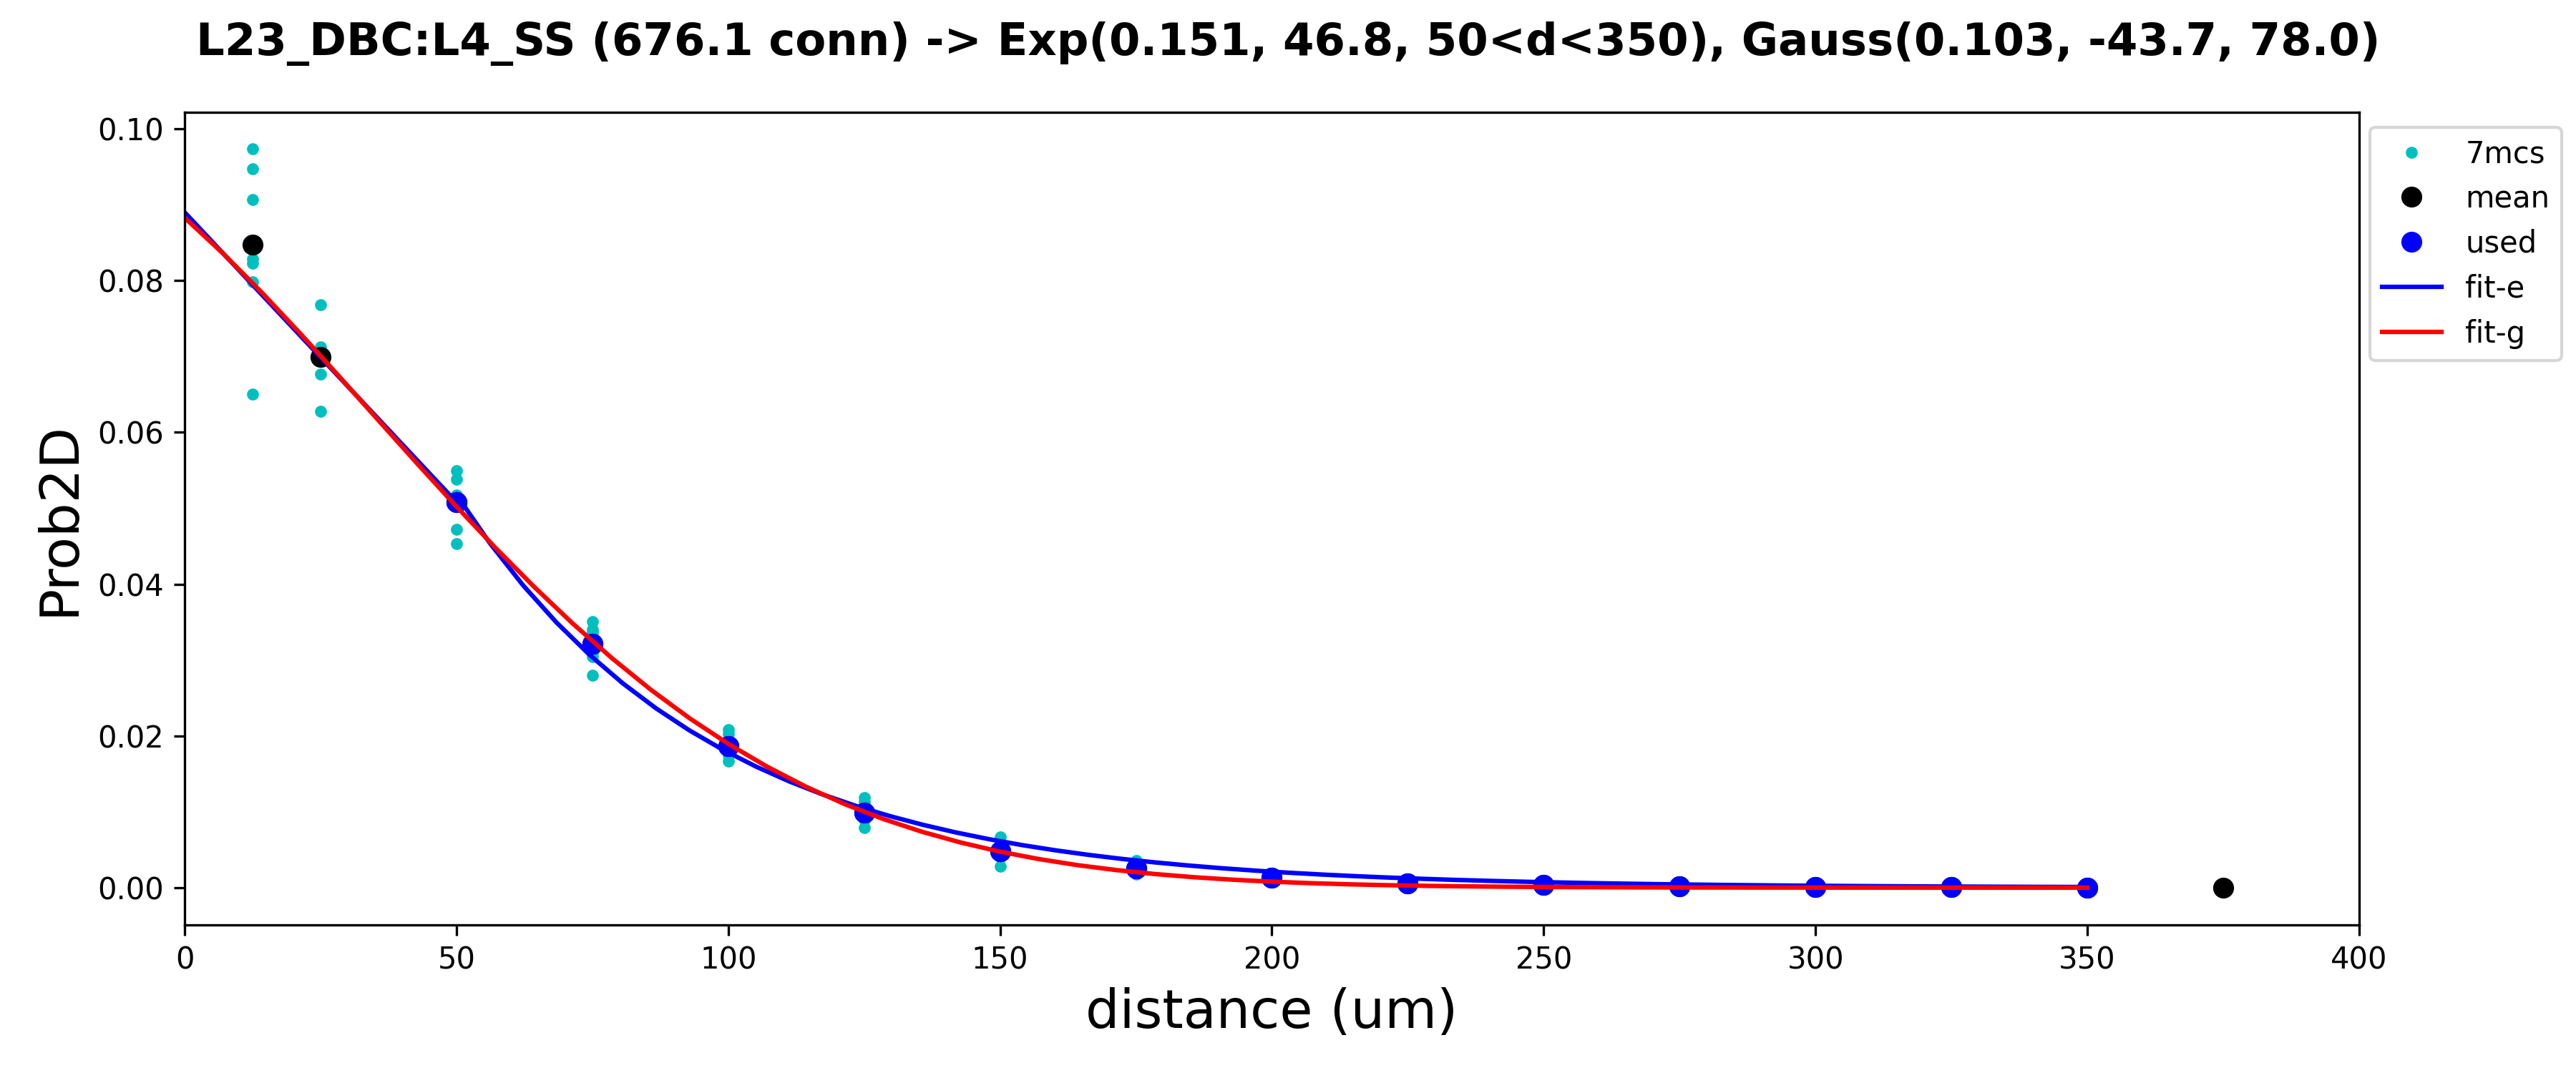 L23_DBC:L4_SS (676.1 conn) -> Exp(0.151, 46.8, 50<d<350), Gauss(0.103, -43.7, 78.0)
0.10
0.08
0.06
0.04
0.02
0.00
Prob2D
0 50 100 150 200 250 300 350 400
distance (um)
7mcs
mean
used
fit-e
fit-g